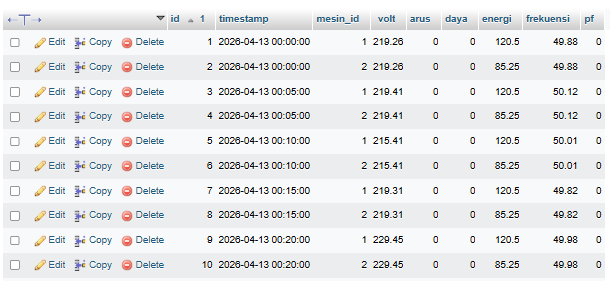 id 1 timestamp mesin_id volt arus daya energi frekuensi pf
Edit Copy Delete 1 2026-04-13 00:00:00 1 219.26 0 0 120.5 49.88 0
Edit Copy Delete 2 2026-04-13 00:00:00 2 219.26 0 0 85.25 49.88 0
Edit Copy Delete 3 2026-04-13 00:05:00 1 219.41 0 0 120.5 50.12 0
Edit Copy Delete 4 2026-04-13 00:05:00 2 219.41 0 0 85.25 50.12 0
Edit Copy Delete 5 2026-04-13 00:10:00 1 215.41 0 0 120.5 50.01 0
Edit Copy Delete 6 2026-04-13 00:10:00 2 215.41 0 0 85.25 50.01 0
Edit Copy Delete 7 2026-04-13 00:15:00 1 219.31 0 0 120.5 49.82 0
Edit Copy Delete 8 2026-04-13 00:15:00 2 219.31 0 0 85.25 49.82 0
Edit Copy Delete 9 2026-04-13 00:20:00 1 229.45 0 0 120.5 49.98 0
Edit Copy Delete 10 2026-04-13 00:20:00 2 229.45 0 0 85.25 49.98 0